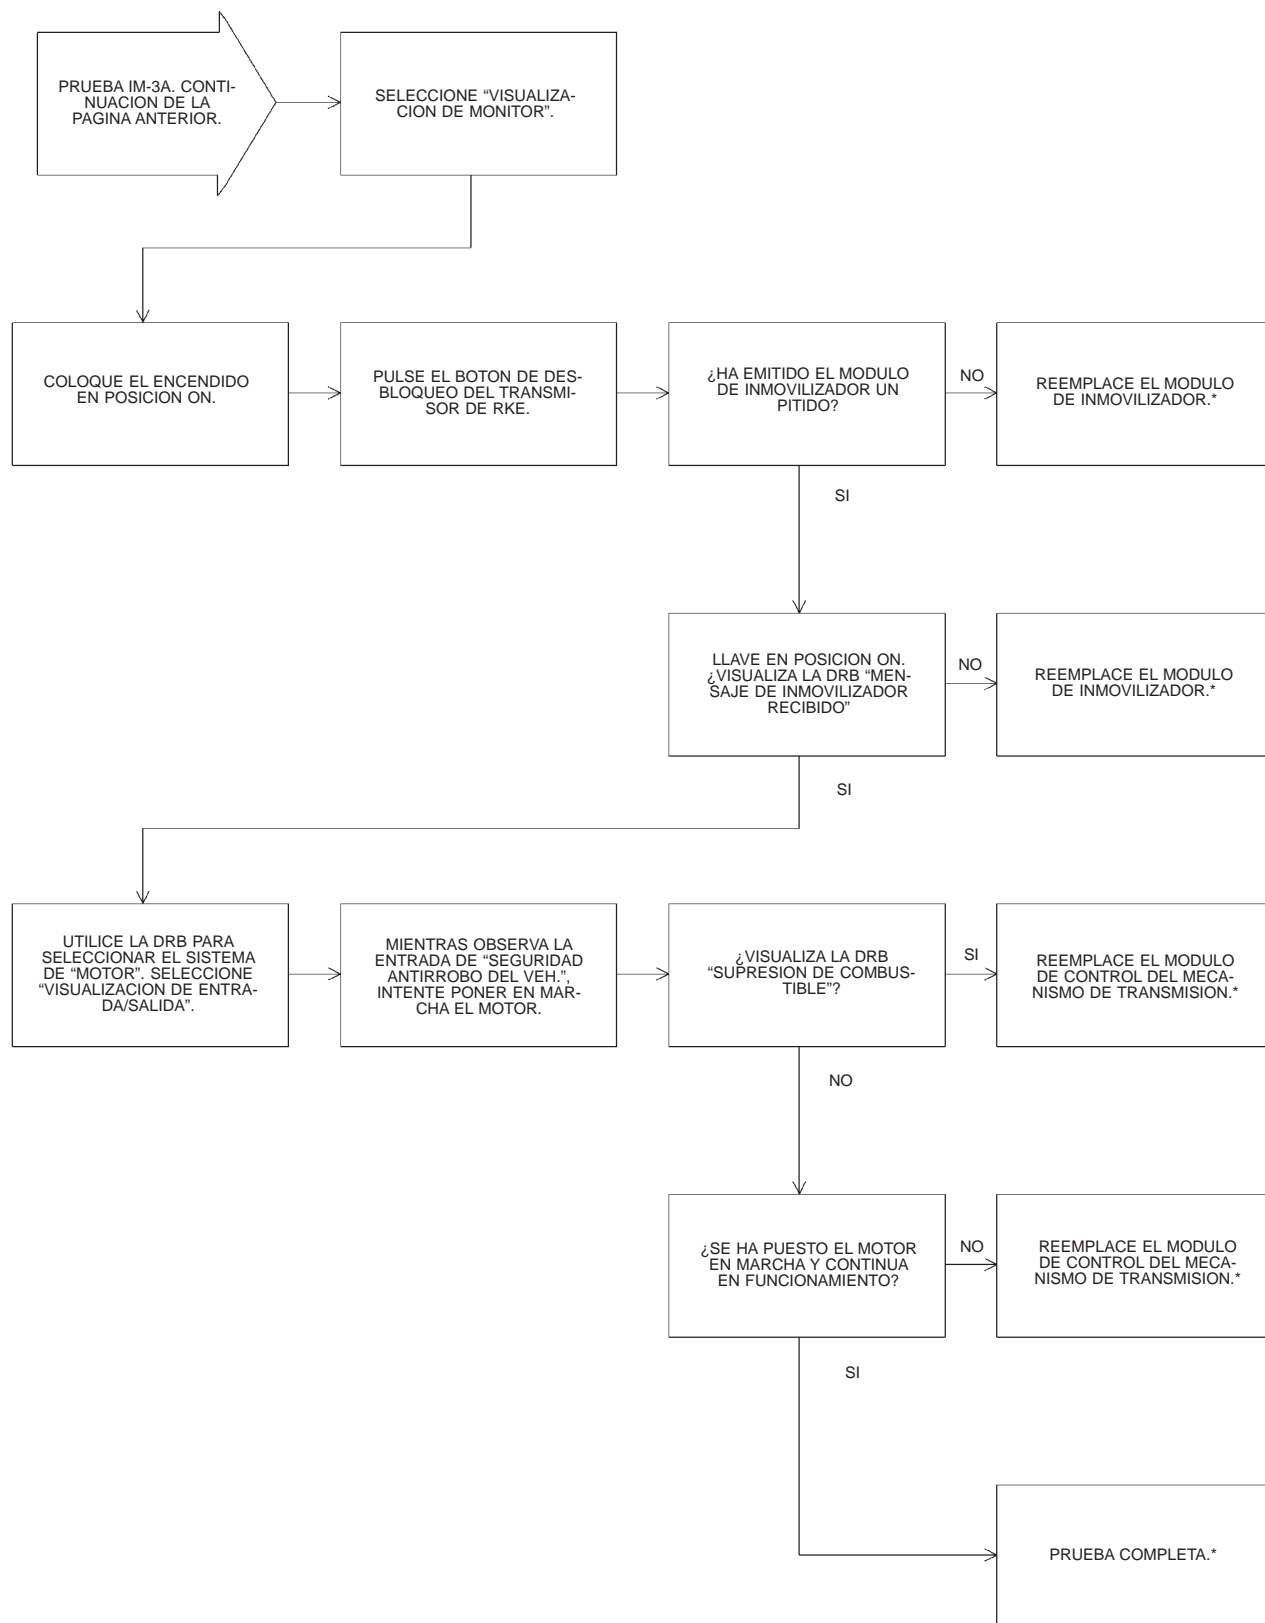 PRUEBA IM-3A. CONTI-
NUACION DE LA
PAGINA ANTERIOR.
SELECCIONE “VISUALIZA-
CION DE MONITOR”.
COLOQUE EL ENCENDIDO
EN POSICION ON.
PULSE EL BOTON DE DES-
BLOQUEO DEL TRANSMI-
SOR DE RKE.
¿HA EMITIDO EL MODULO
DE INMOVILIZADOR UN
PITIDO?
NO
REEMPLACE EL MODULO
DE INMOVILIZADOR.*
SI
LLAVE EN POSICION ON.
¿VISUALIZA LA DRB “MEN-
SAJE DE INMOVILIZADOR
RECIBIDO”
NO
REEMPLACE EL MODULO
DE INMOVILIZADOR.*
SI
UTILICE LA DRB PARA
SELECCIONAR EL SISTEMA
DE “MOTOR”. SELECCIONE
“VISUALIZACION DE ENTRA-
DA/SALIDA”.
MIENTRAS OBSERVA LA
ENTRADA DE “SEGURIDAD
ANTIRROBO DEL VEH.”,
INTENTE PONER EN MAR-
CHA EL MOTOR.
¿VISUALIZA LA DRB
“SUPRESION DE COMBUS-
TIBLE”?
SI
REEMPLACE EL MODULO
DE CONTROL DEL MECA-
NISMO DE TRANSMISION.*
NO
¿SE HA PUESTO EL MOTOR
EN MARCHA Y CONTINUA
EN FUNCIONAMIENTO?
NO
REEMPLACE EL MODULO
DE CONTROL DEL MECA-
NISMO DE TRANSMISION.*
SI
PRUEBA COMPLETA.*